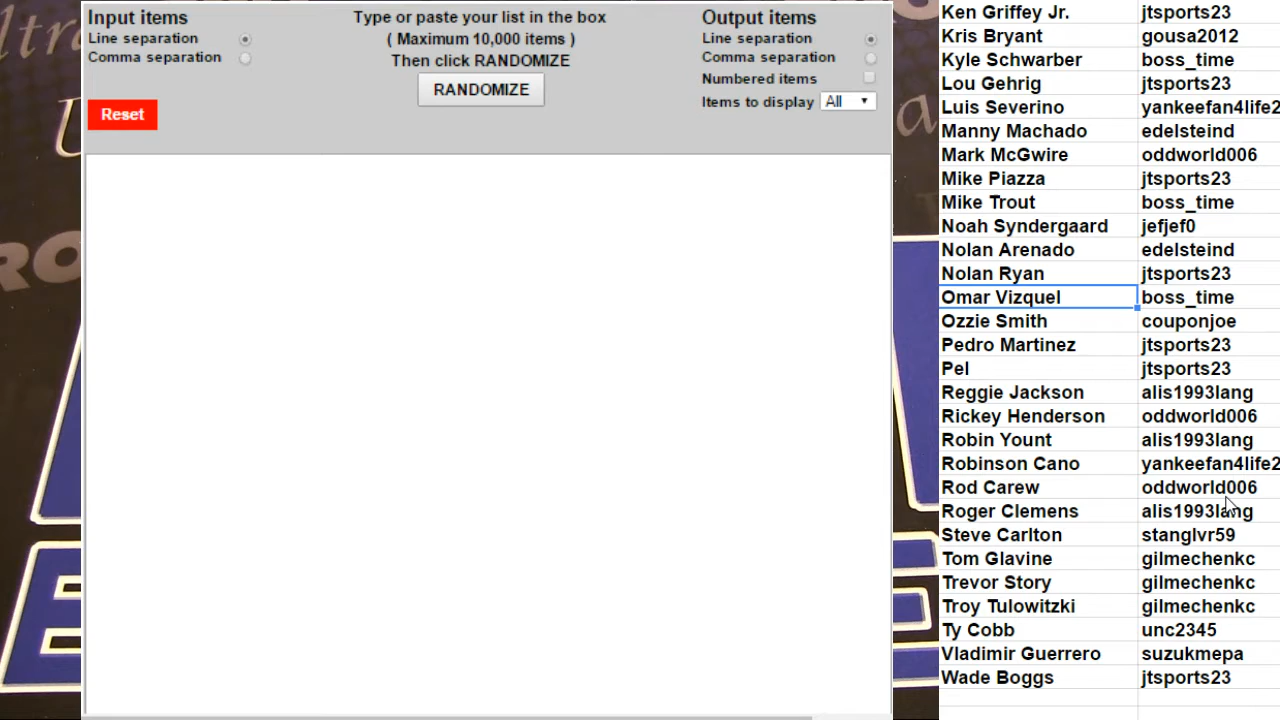 Input items
Line separation
Comma separation
Reset
Type or paste your list in the box
( Maximum 10,000 items )
Then click RANDOMIZE
RANDOMIZE
Output items
Line separation
Comma separation
Numbered items
Items to display All
Ken Griffey Jr. jtsports23
Kris Bryant gousa2012
Kyle Schwarber boss_time
Lou Gehrig jtsports23
Luis Severino yankeefan4life2
Manny Machado edelsteind
Mark McGwire oddworld006
Mike Piazza jtsports23
Mike Trout boss_time
Noah Syndergaard jefjef0
Nolan Arenado edelsteind
Nolan Ryan jtsports23
Omar Vizquel boss_time
Ozzie Smith couponjoe
Pedro Martinez jtsports23
Pel jtsports23
Reggie Jackson alis1993lang
Rickey Henderson oddworld006
Robin Yount alis1993lang
Robinson Cano yankeefan4life2
Rod Carew oddworld006
Roger Clemens alis1993lang
Steve Carlton stanglvr59
Tom Glavine gilmechenkc
Trevor Story gilmechenkc
Troy Tulowitzki gilmechenkc
Ty Cobb unc2345
Vladimir Guerrero suzukmepa
Wade Boggs jtsports23